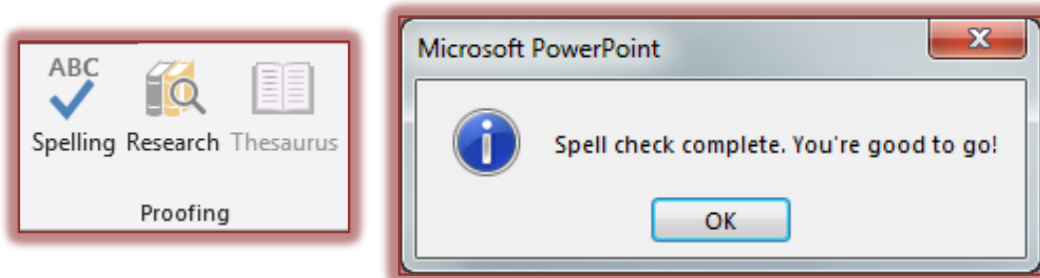 ABC
Spelling Research Thesaurus
Proofing
Microsoft PowerPoint
Spell check complete. You're good to go!
OK